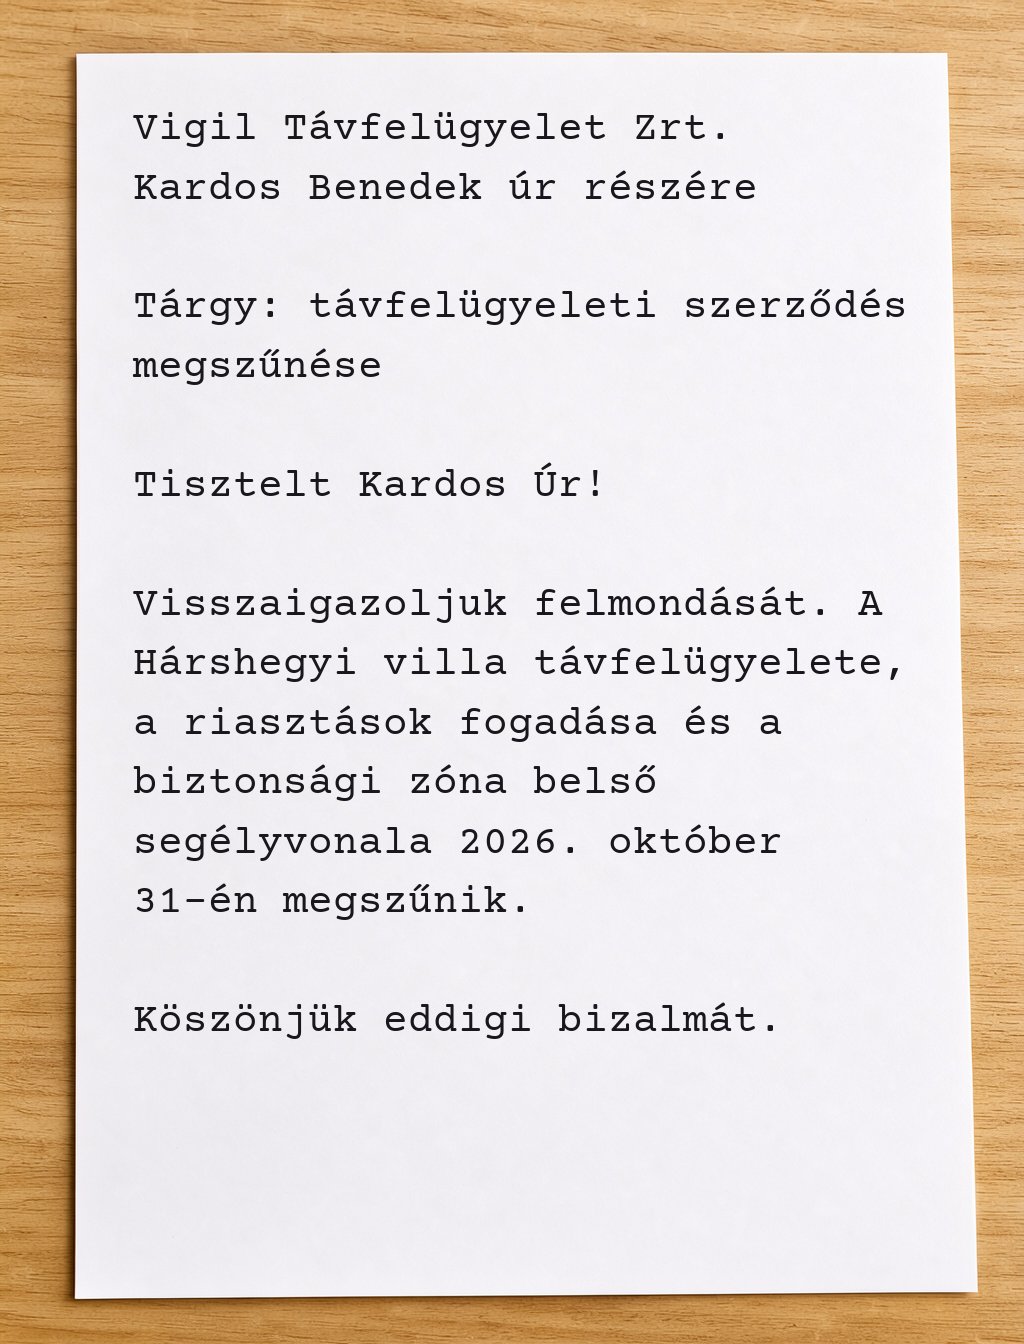 Vigil Távfelügyelet Zrt.
Kardos Benedek úr részére
Tárgy: távfelügyeleti szerződés
megszűnése
Tisztelt Kardos Úr!
Visszaigazoljuk felmondását. A
Hárshegyi villa távfelügyelete,
a riasztások fogadása és a
biztonsági zóna belső
segélyvonala 2026. október
31-én megszűnik.
Köszönjük eddigi bizalmát.